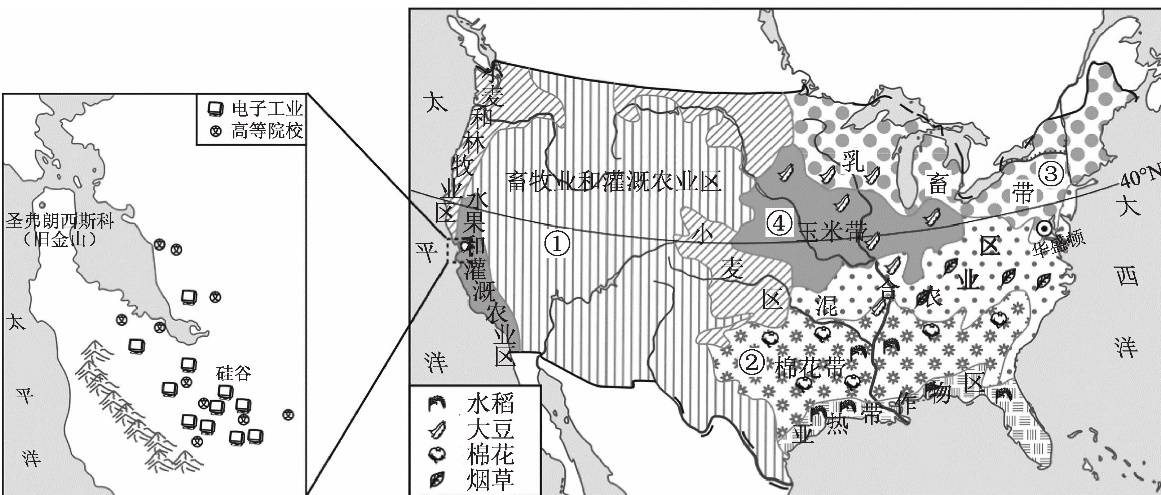 电子工业
高等院校
圣弗朗西斯科
（旧金山）
硅谷
太平洋
太平洋
大西洋
40°N
小麦和林牧业区
水果和灌溉农业区
畜牧业和灌溉农业区
①
小麦区
④
玉米带
乳畜带
③
华盛顿
混合农业区
②
棉花带
亚热带作物区
水稻
大豆
棉花
烟草